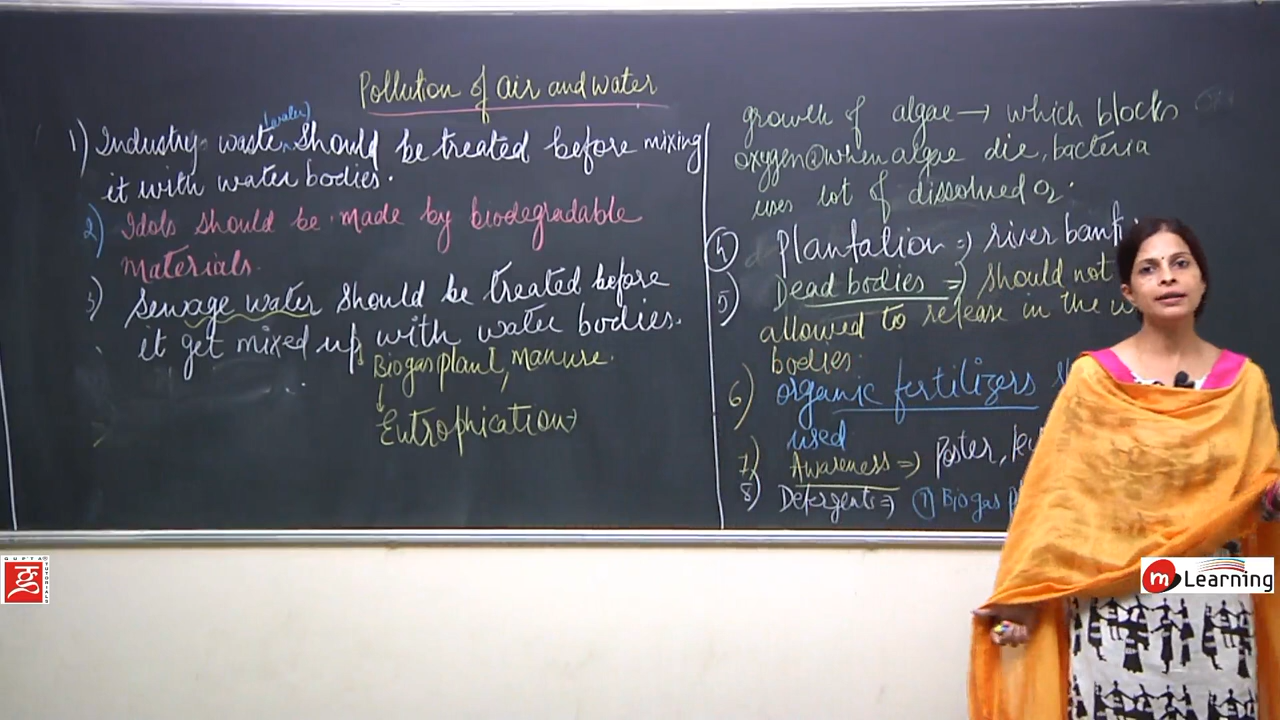 Pollution of air and water
(water)
1) Industry waste should be treated before mixing
it with water bodies.
2) Idols should be made by biodegradable
materials.
3) Sewage water should be treated before
it get mixed up with water bodies.
Biogas plant, Manure.
↓
Eutrophication→
growth of algae → which blocks
oxygen ② when algae die, bacteria
uses lot of dissolved O2.
④ Plantation ⇒ river bank
5) Dead bodies ⇒ should not
allowed to release in the
bodies.
6) organic fertilizers
used
7) Awareness ⇒ Poster,
8) Detergents ⇒ ① Biogas
GUPTA® TUTORIALS
m Learning